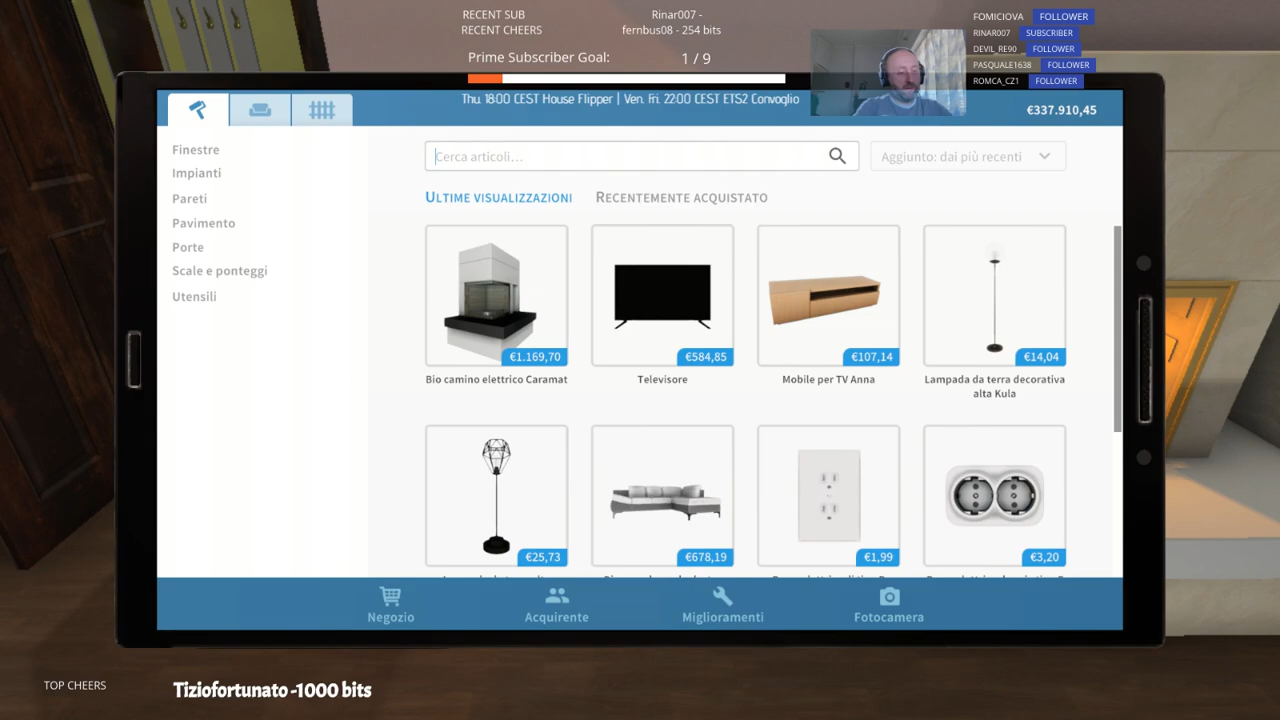 RECENT SUB
Rinar007 -
RECENT CHEERS
fernbus08 - 254 bits
Prime Subscriber Goal:
1 / 9
FOMICIOVA FOLLOWER
RINAR007 SUBSCRIBER
DEVIL_RE90 FOLLOWER
PASQUALE1638 FOLLOWER
ROMCA_CZ1 FOLLOWER
Thu. 18:00 CEST House Flipper | Ven. Fri. 22:00 CEST ETS2 Convoglio
€337.910,45
Finestre
Impianti
Pareti
Pavimento
Porte
Scale e ponteggi
Utensili
Cerca articoli...
Aggiunto: dai più recenti
ULTIME VISUALIZZAZIONI
RECENTEMENTE ACQUISTATO
€1.169,70
€584,85
€107,14
€14,04
Bio camino elettrico Caramat
Televisore
Mobile per TV Anna
Lampada da terra decorativa
alta Kula
€25,73
€678,19
€1,99
€3,20
Negozio
Acquirente
Miglioramenti
Fotocamera
TOP CHEERS
Tiziofortunato -1000 bits